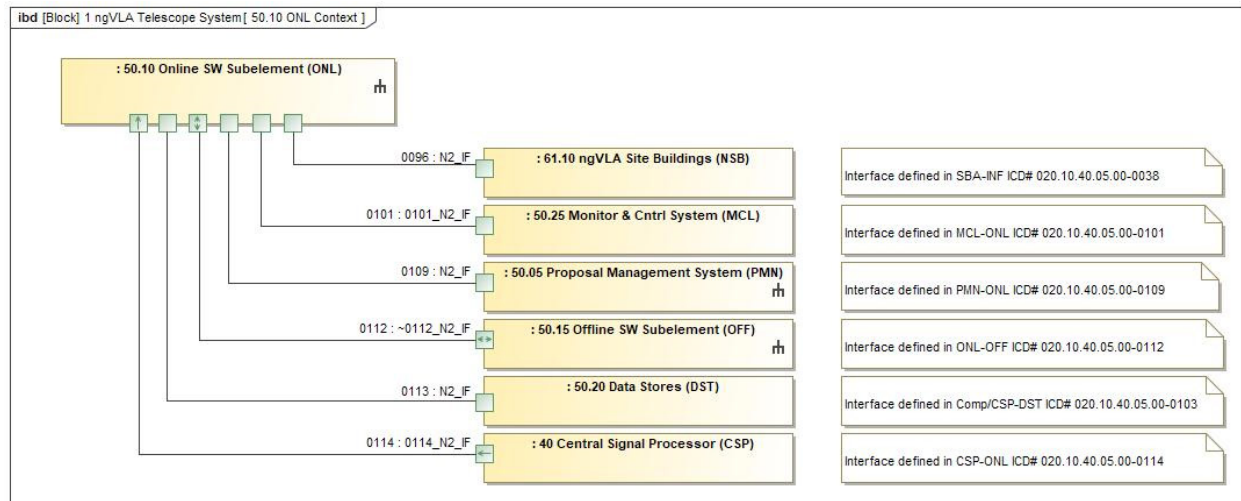 ibd [Block] 1 ngVLA Telescope System[ 50.10 ONL Context ]
: 50.10 Online SW Subelement (ONL)
0096 : N2_IF
: 61.10 ngVLA Site Buildings (NSB)
Interface defined in SBA-INF ICD# 020.10.40.05.00-0038
0101 : 0101_N2_IF
: 50.25 Monitor & Cntrl System (MCL)
Interface defined in MCL-ONL ICD# 020.10.40.05.00-0101
0109 : N2_IF
: 50.05 Proposal Management System (PMN)
Interface defined in PMN-ONL ICD# 020.10.40.05.00-0109
0112 : ~0112_N2_IF
: 50.15 Offline SW Subelement (OFF)
Interface defined in ONL-OFF ICD# 020.10.40.05.00-0112
0113 : N2_IF
: 50.20 Data Stores (DST)
Interface defined in Comp/CSP-DST ICD# 020.10.40.05.00-0103
0114 : 0114_N2_IF
: 40 Central Signal Processor (CSP)
Interface defined in CSP-ONL ICD# 020.10.40.05.00-0114